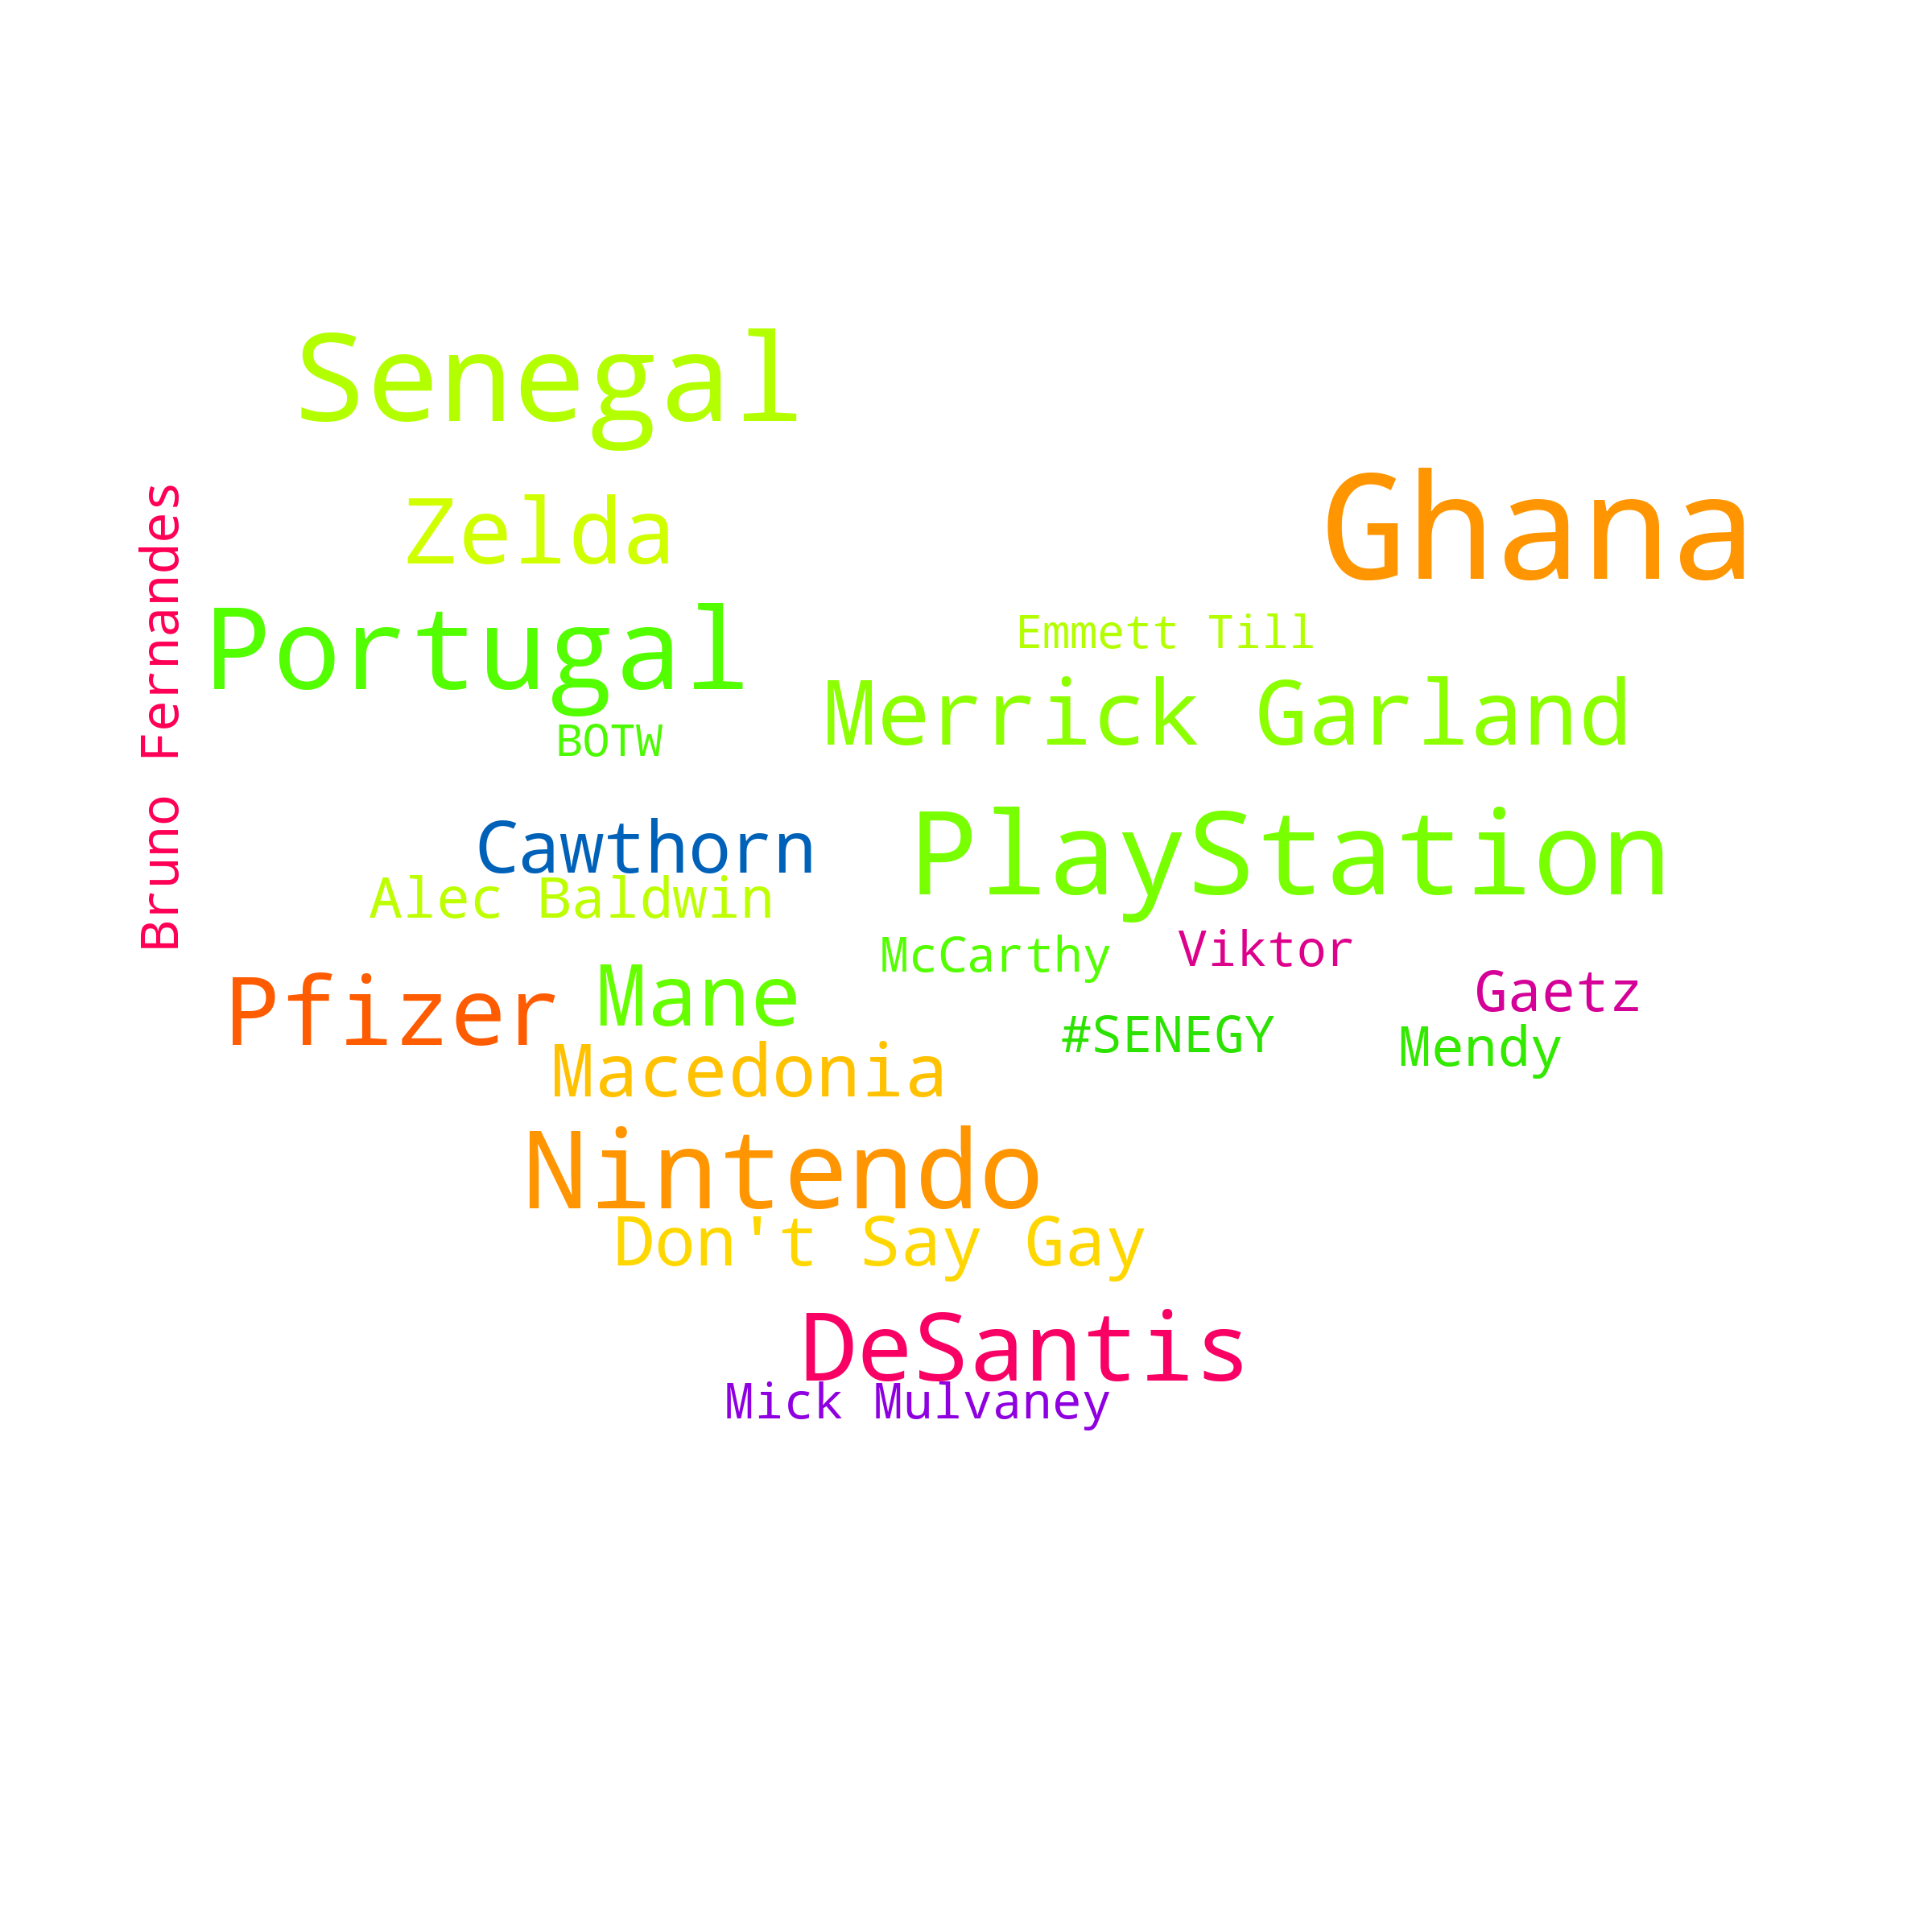 Senegal
Ghana
Zelda
Bruno Fernandes
Portugal
Emmett Till
Merrick Garland
BOTW
PlayStation
Cawthorn
Alec Baldwin
McCarthy
Viktor
Gaetz
Pfizer
Mane
#SENEGY
Mendy
Macedonia
Nintendo
Don't Say Gay
DeSantis
Mick Mulvaney